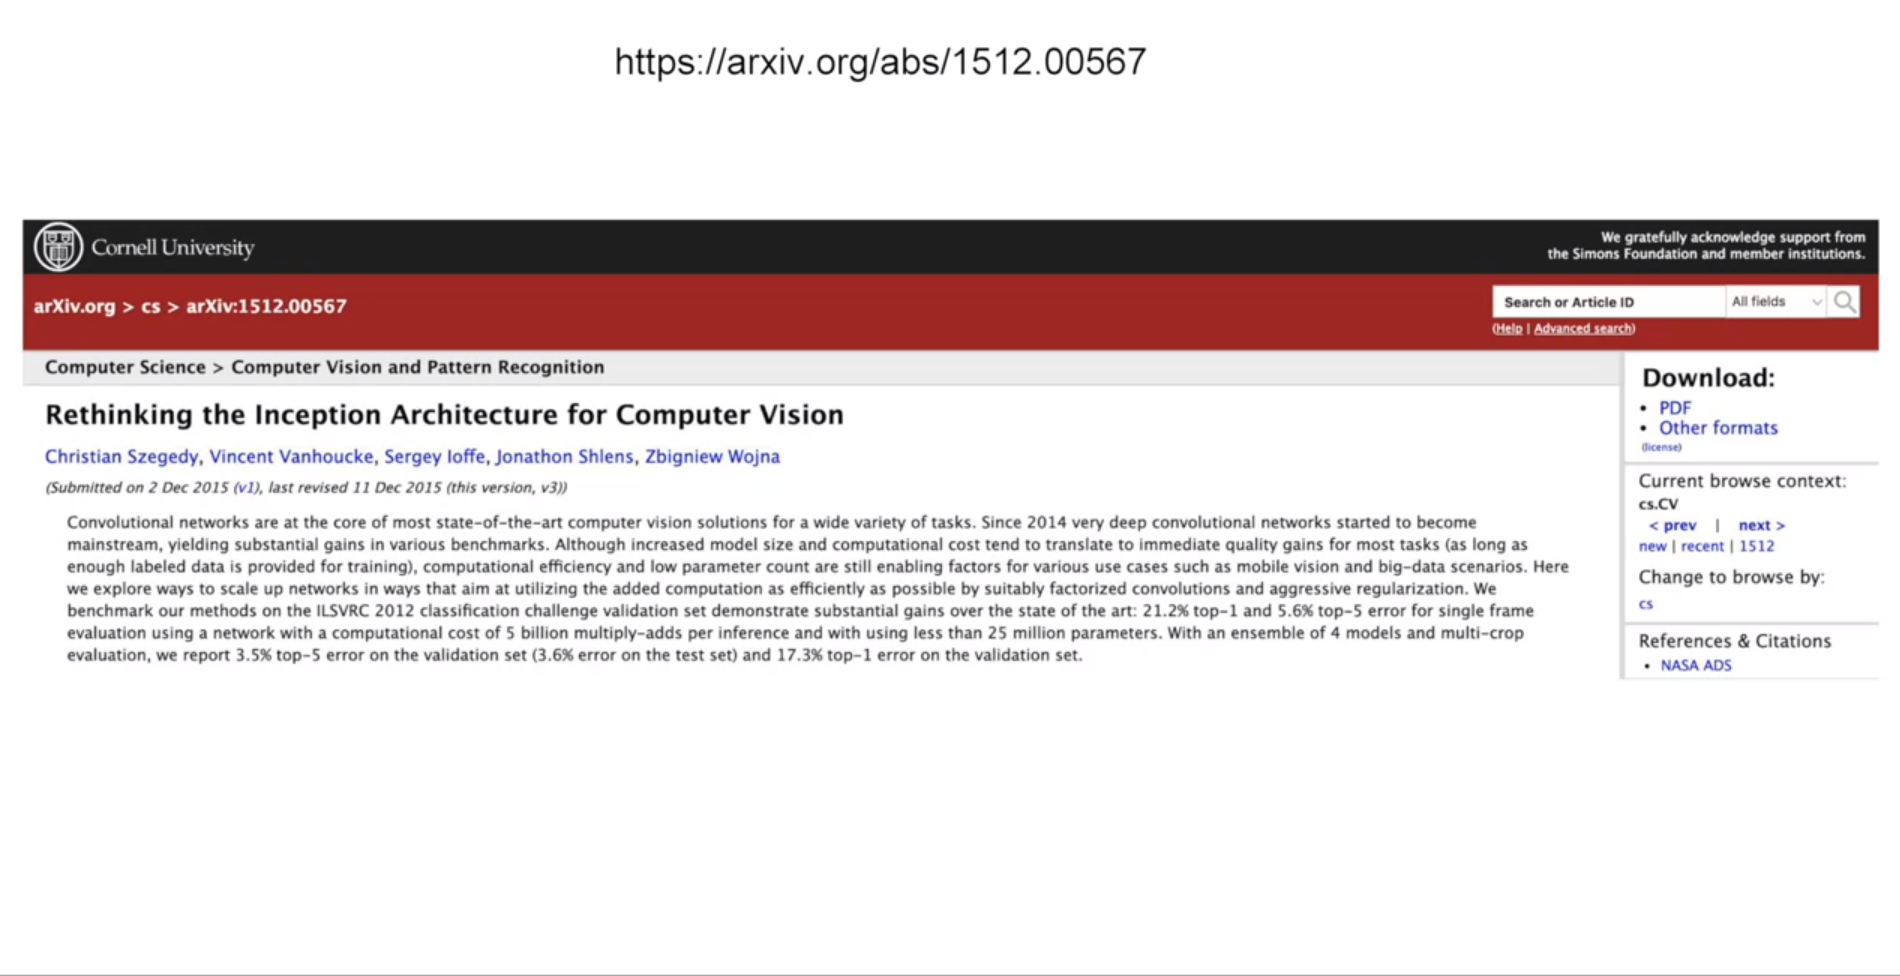 https://arxiv.org/abs/1512.00567
Cornell University
We gratefully acknowledge support from
the Simons Foundation and member institutions.
arXiv.org > cs > arXiv:1512.00567
Search or Article ID
All fields
(Help | Advanced search)
Computer Science > Computer Vision and Pattern Recognition
Rethinking the Inception Architecture for Computer Vision
Christian Szegedy, Vincent Vanhoucke, Sergey Ioffe, Jonathon Shlens, Zbigniew Wojna
(Submitted on 2 Dec 2015 (v1), last revised 11 Dec 2015 (this version, v3))
Convolutional networks are at the core of most state-of-the-art computer vision solutions for a wide variety of tasks. Since 2014 very deep convolutional networks started to become
mainstream, yielding substantial gains in various benchmarks. Although increased model size and computational cost tend to translate to immediate quality gains for most tasks (as long as
enough labeled data is provided for training), computational efficiency and low parameter count are still enabling factors for various use cases such as mobile vision and big-data scenarios. Here
we explore ways to scale up networks in ways that aim at utilizing the added computation as efficiently as possible by suitably factorized convolutions and aggressive regularization. We
benchmark our methods on the ILSVRC 2012 classification challenge validation set demonstrate substantial gains over the state of the art: 21.2% top-1 and 5.6% top-5 error for single frame
evaluation using a network with a computational cost of 5 billion multiply-adds per inference and with using less than 25 million parameters. With an ensemble of 4 models and multi-crop
evaluation, we report 3.5% top-5 error on the validation set (3.6% error on the test set) and 17.3% top-1 error on the validation set.
Download:
• PDF
• Other formats
(license)
Current browse context:
cs.CV
< prev | next >
new | recent | 1512
Change to browse by:
cs
References & Citations
• NASA ADS